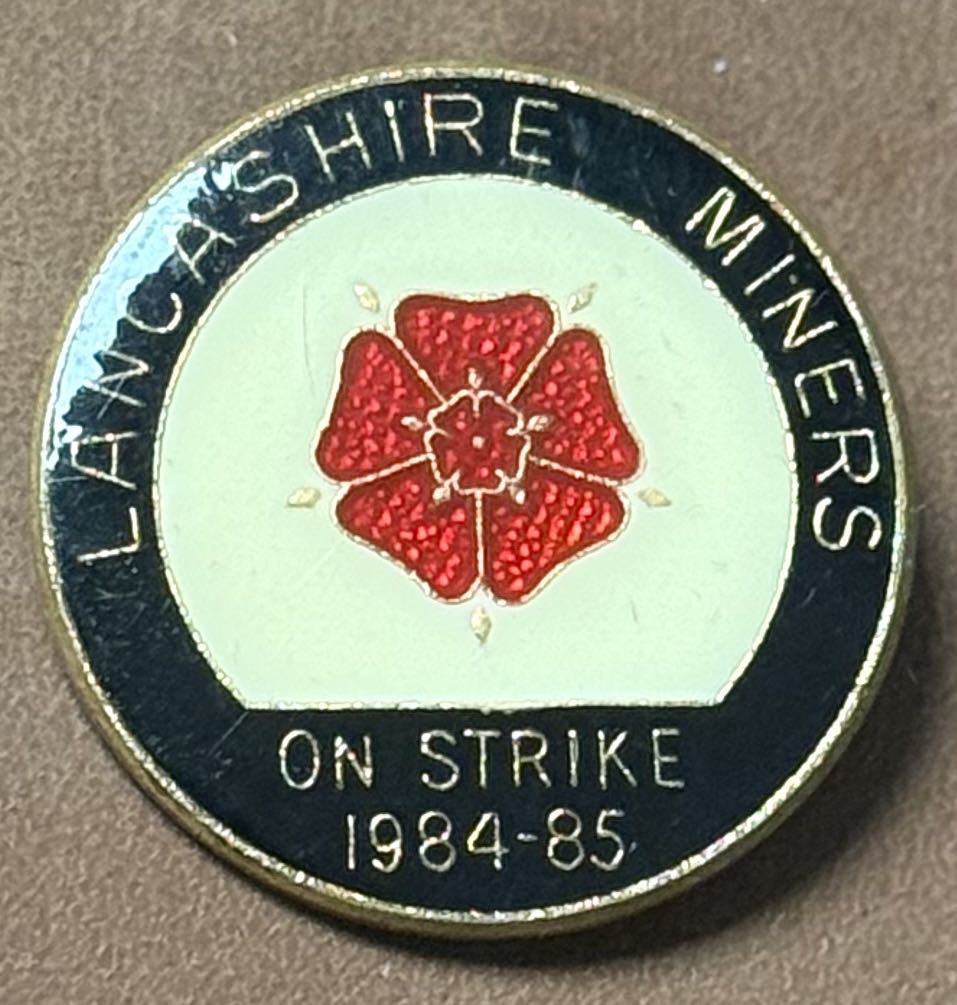 LANCASHIRE MINERS
ON STRIKE
1984-85